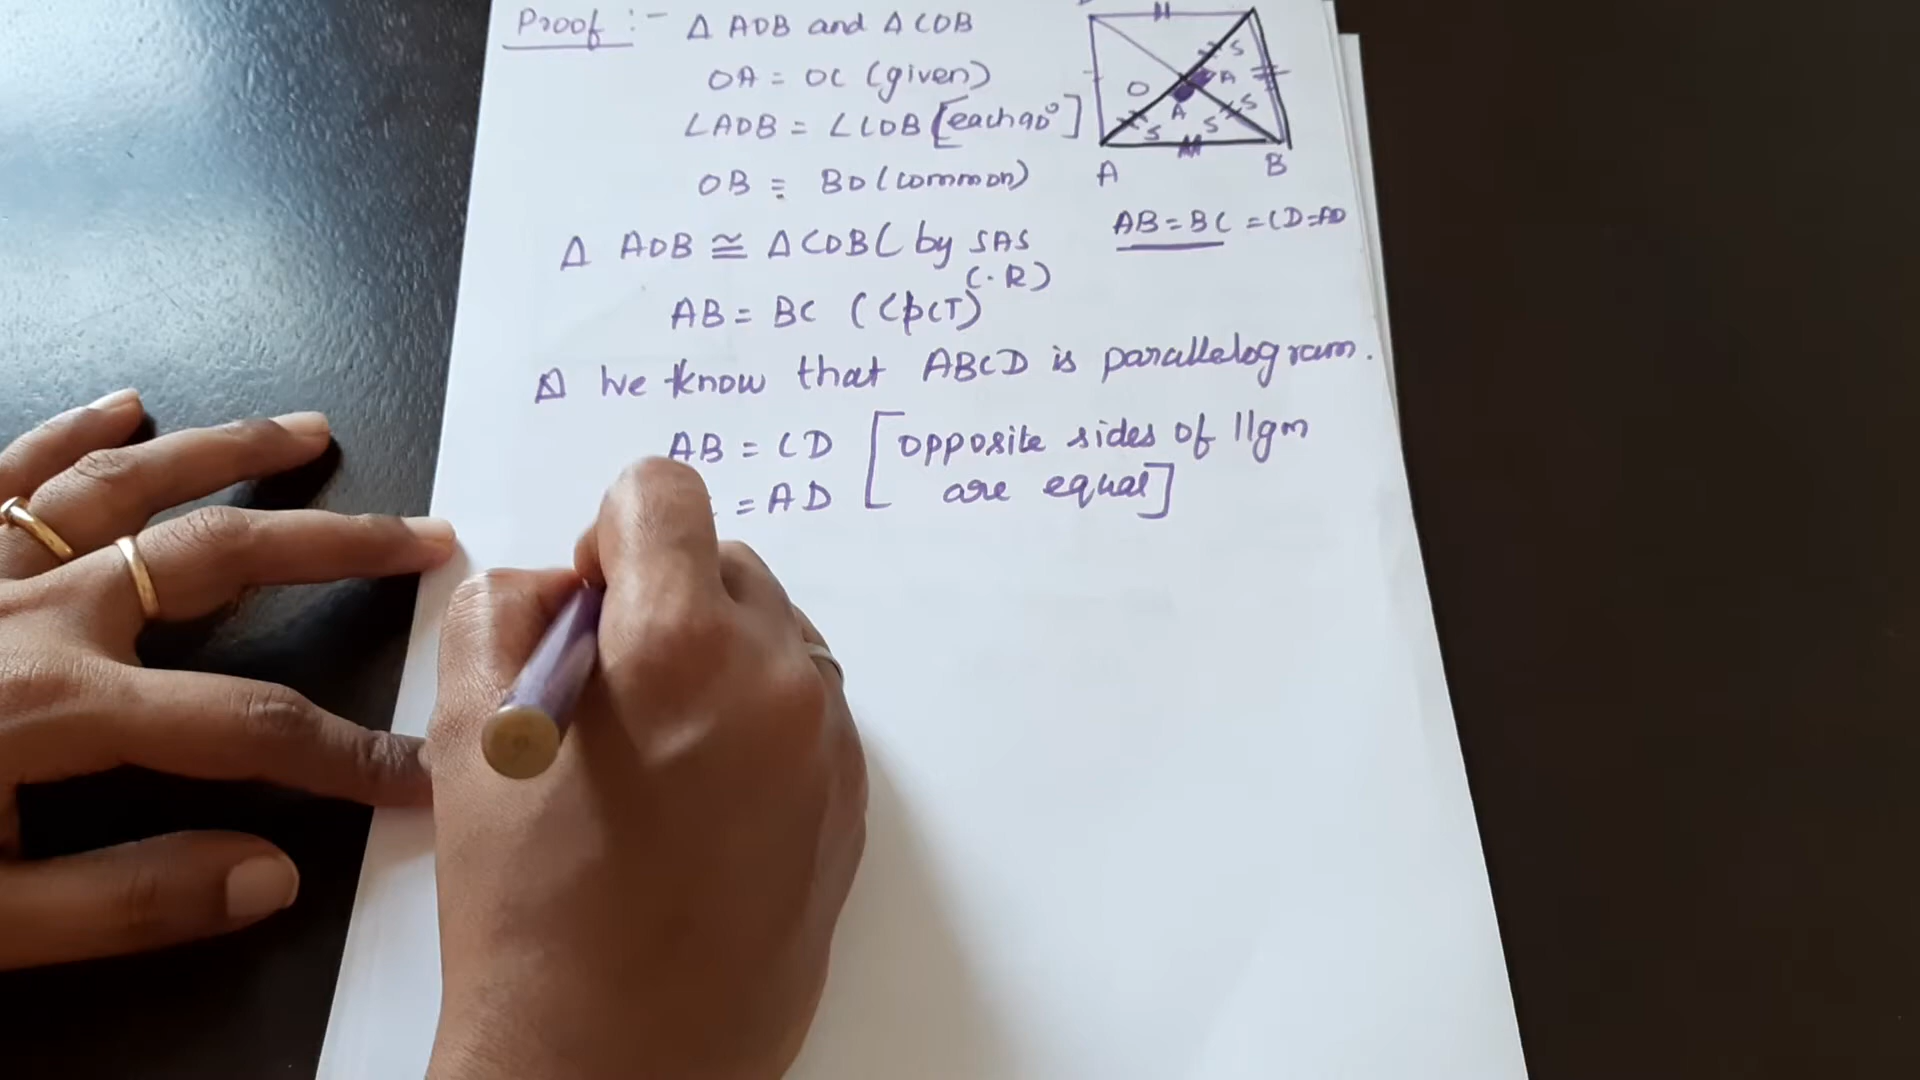 Proof :- Δ AOB and Δ COB
OA = OC (given)
∠AOB = ∠COB [each 90°]
OB = BO (common)
Δ AOB ≅ Δ COB ( by SAS
C.R)
AB = BC (CPCT)
We know that ABCD is parallelogram.
AB = CD [opposite sides of ||gm
= AD are equal]
S
O A
S A S S
A B
AB = BC = CD = AD